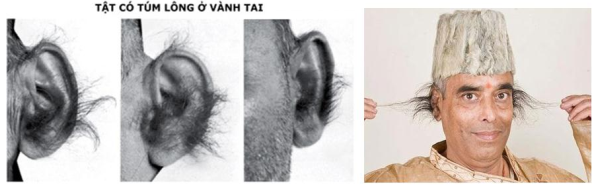 TẬT CÓ TÚM LÔNG Ở VÀNH TAI